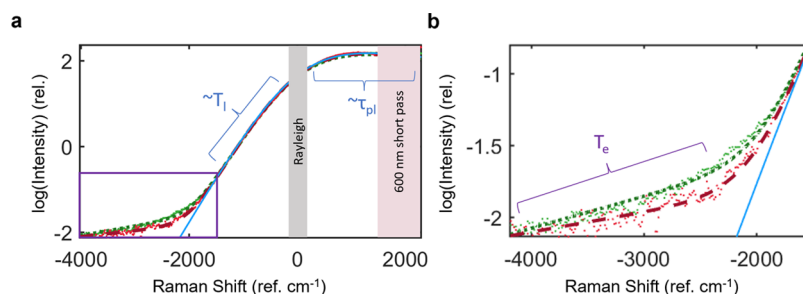 a
b
log(Intensity) (rel.)
2
0
-2
~T_l
Rayleigh
~τ_pl
600 nm short pass
-4000
-2000
0
2000
Raman Shift (ref. cm⁻¹)
log(Intensity) (rel.)
-1
-1.5
-2
T_e
-4000
-3000
-2000
Raman Shift (ref. cm⁻¹)